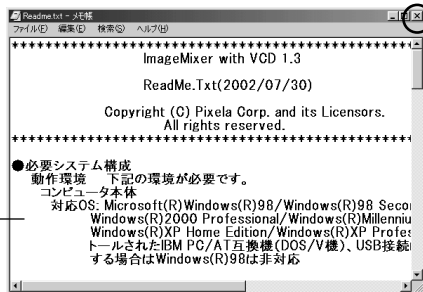 Readme.txt - メモ帳
ファイル(F) 編集(E) 検索(S) ヘルプ(H)
****************************************************
ImageMixer with VCD 1.3
ReadMe.Txt(2002/07/30)
Copyright (C) Pixela Corp. and its Licensors.
All rights reserved.
****************************************************
●必要システム構成
動作環境 下記の環境が必要です。
コンピュータ本体
対応OS: Microsoft(R)Windows(R)98/Windows(R)98 Seco
Windows(R)2000 Professional/Windows(R)Millenniu
Windows(R)XP Home Edition/Windows(R)XP Profes
トールされたIBM PC/AT互換機(DOS/V機)、USB接続
する場合はWindows(R)98は非対応